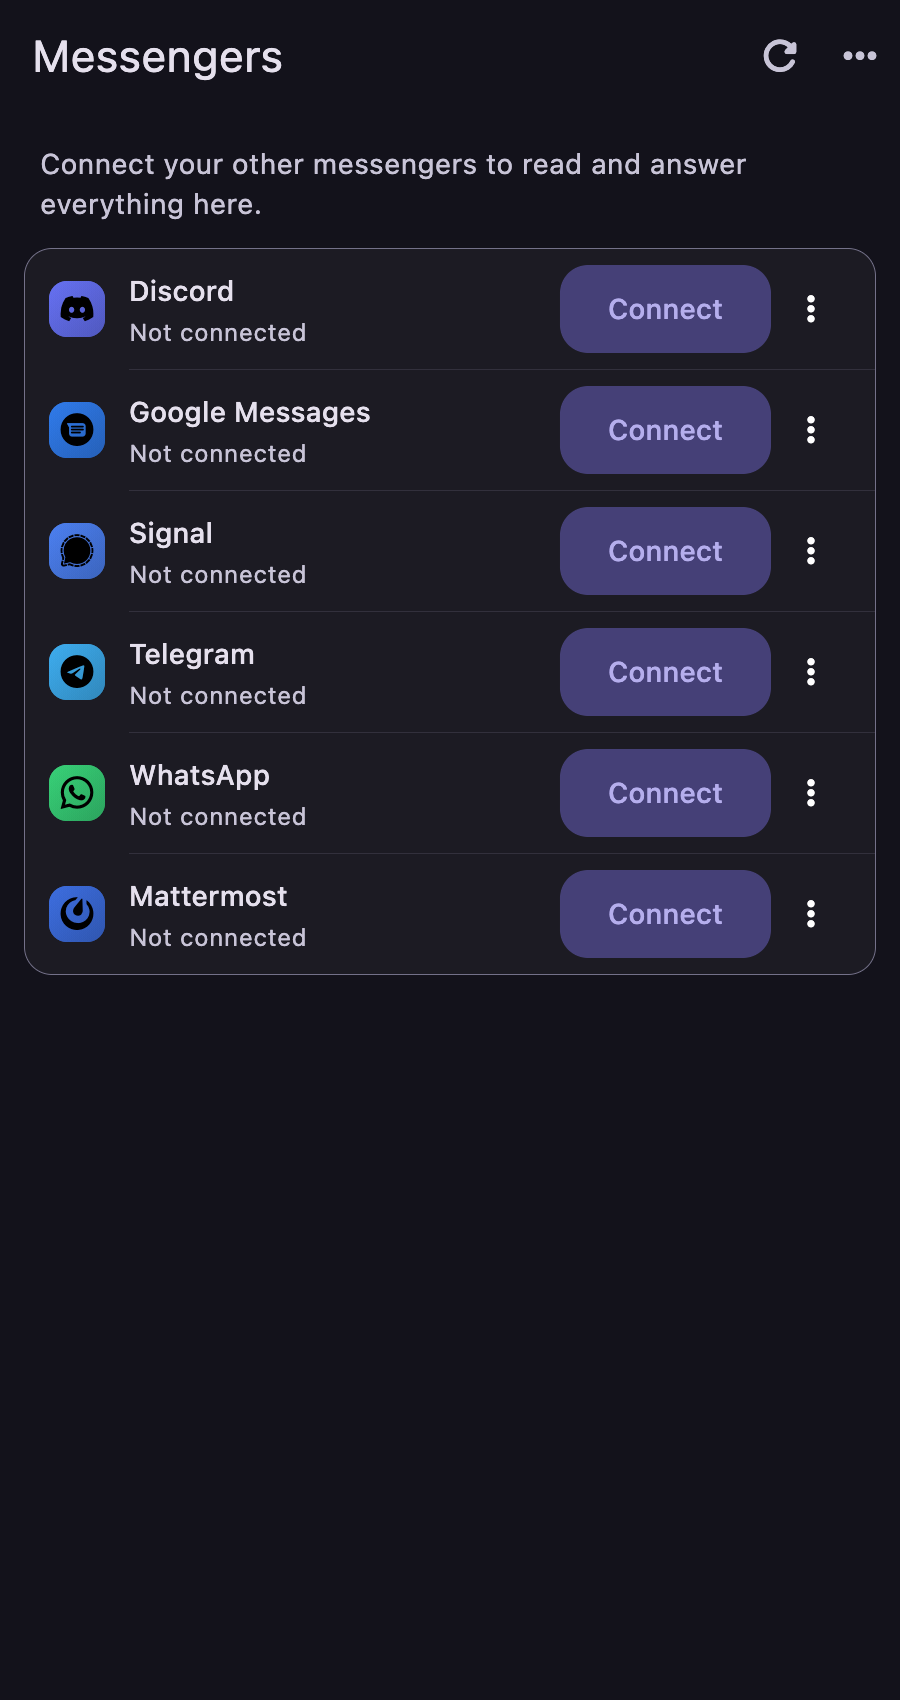 Messengers
Connect your other messengers to read and answer
everything here.
Discord
Not connected
Connect
Google Messages
Not connected
Connect
Signal
Not connected
Connect
Telegram
Not connected
Connect
WhatsApp
Not connected
Connect
Mattermost
Not connected
Connect